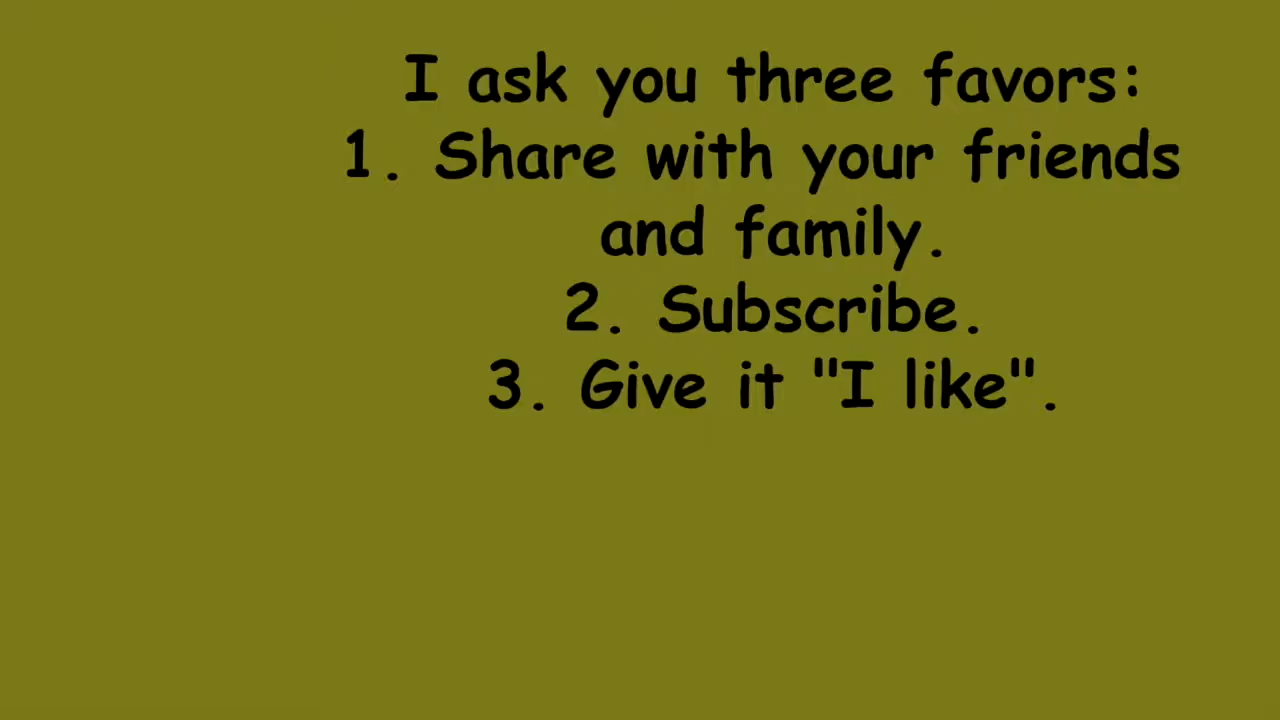 I ask you three favors:
1. Share with your friends
and family.
2. Subscribe.
3. Give it "I like".